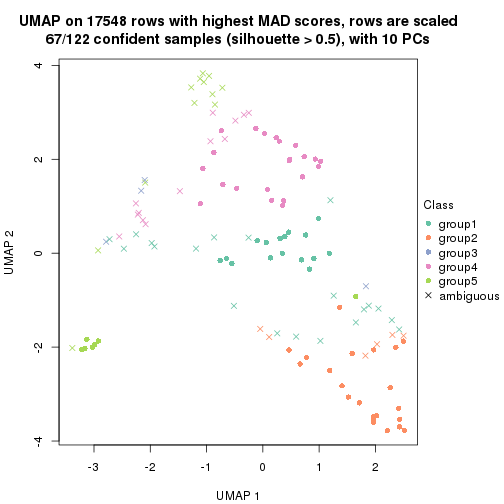 UMAP on 17548 rows with highest MAD scores, rows are scaled
67/122 confident samples (silhouette > 0.5), with 10 PCs
4
2
0
-2
-4
UMAP 2
-3
-2
-1
0
1
2
UMAP 1
Class
group1
group2
group3
group4
group5
ambiguous